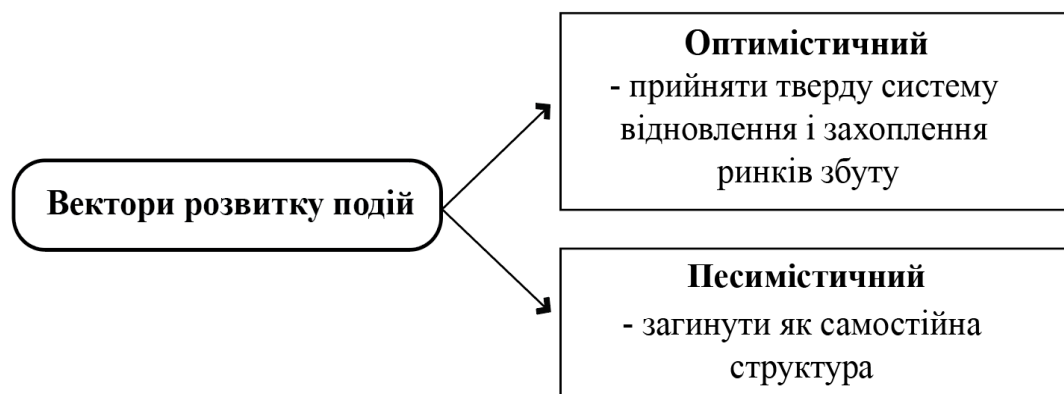 Вектори розвитку подій
Оптимістичний
- прийняти тверду систему
відновлення і захоплення
ринків збуту
Песимістичний
- загинути як самостійна
структура